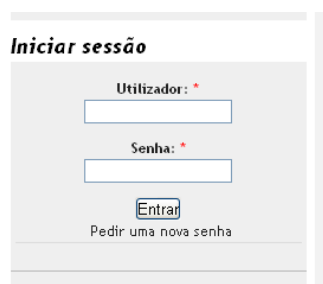 Iniciar sessão
Utilizador: *
Senha: *
Entrar
Pedir uma nova senha